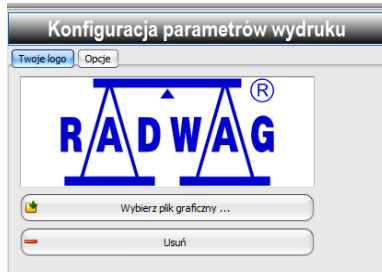 Konfiguracja parametrów wydruku
Twoje logo Opcje
RADWAG ®
Wybierz plik graficzny ...
Usuń